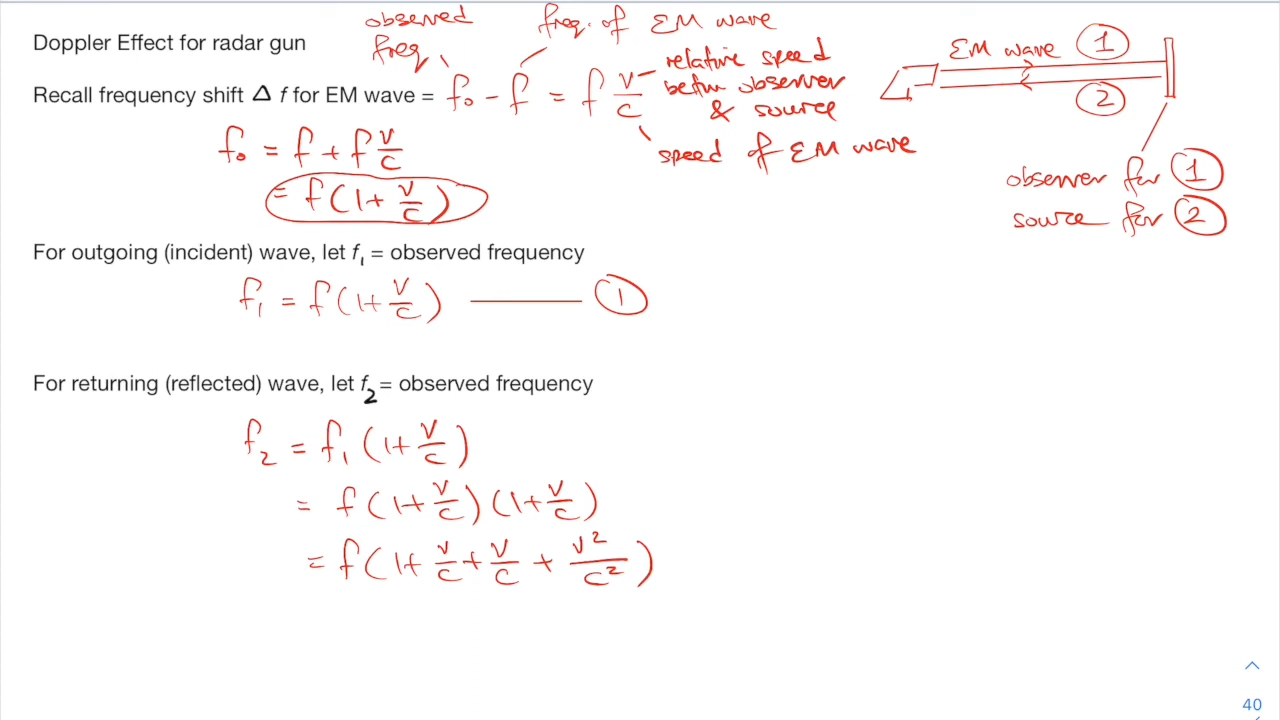 observed freq. of EM wave
Doppler Effect for radar gun freq. relative speed EM wave 1
Recall frequency shift Δ f for EM wave = f₀ - f = f v/c betwn observer & source 2
f₀ = f + f v/c speed of EM wave
= f(1 + v/c) observer for 1
source for 2
For outgoing (incident) wave, let f₁ = observed frequency
f₁ = f(1 + v/c) ——— 1
For returning (reflected) wave, let f₂ = observed frequency
f₂ = f₁(1 + v/c)
= f(1 + v/c)(1 + v/c)
= f(1 + v/c + v/c + v²/c²)
40